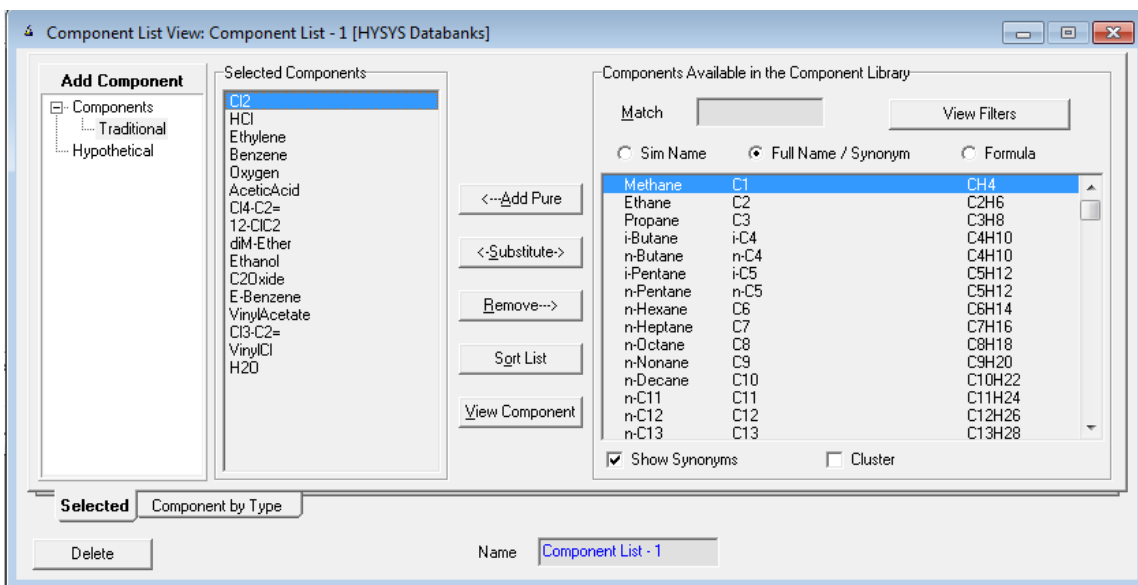 Component List View: Component List - 1 [HYSYS Databanks]
Add Component
Components
Traditional
Hypothetical
Selected Components
Cl2
HCl
Ethylene
Benzene
Oxygen
AceticAcid
Cl4-C2=
12-ClC2
diM-Ether
Ethanol
C2Oxide
E-Benzene
VinylAcetate
Cl3-C2=
VinylCl
H2O
<---Add Pure
<-Substitute->
Remove--->
Sort List
View Component
Components Available in the Component Library
Match
View Filters
Sim Name Full Name / Synonym Formula
Methane C1 CH4
Ethane C2 C2H6
Propane C3 C3H8
i-Butane i-C4 C4H10
n-Butane n-C4 C4H10
i-Pentane i-C5 C5H12
n-Pentane n-C5 C5H12
n-Hexane C6 C6H14
n-Heptane C7 C7H16
n-Octane C8 C8H18
n-Nonane C9 C9H20
n-Decane C10 C10H22
n-C11 C11 C11H24
n-C12 C12 C12H26
n-C13 C13 C13H28
Show Synonyms Cluster
Selected Component by Type
Delete Name Component List - 1